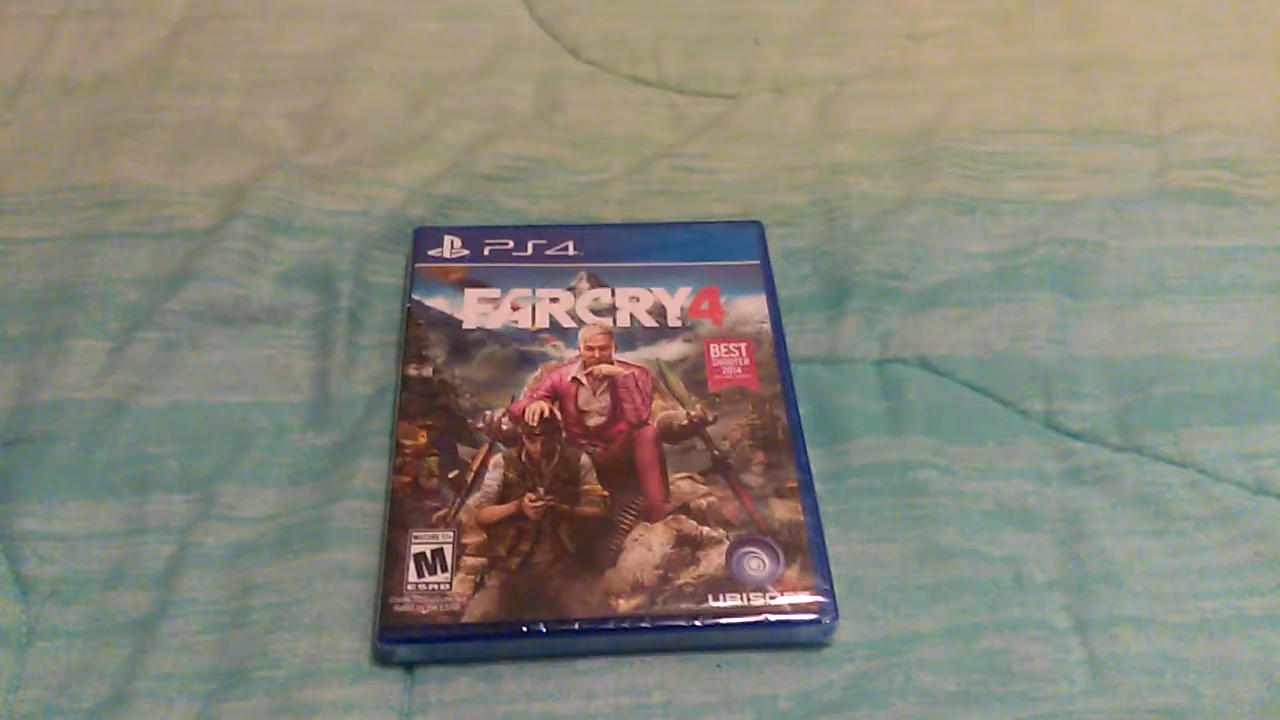 PS4
FARCRY4
BEST
SHOOTER
2014
MATURE 17+
M
ESRB
UBISOFT